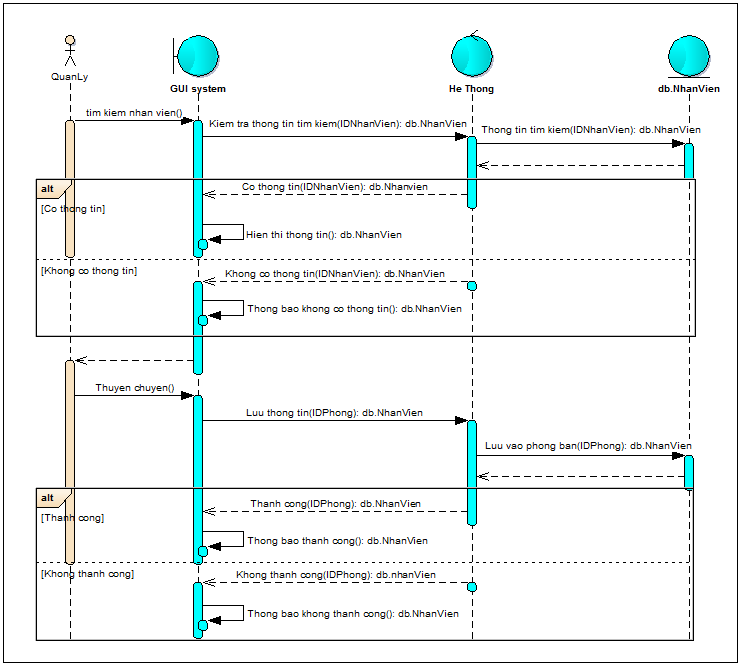 QuanLy
GUI system
He Thong
db.NhanVien
tim kiem nhan vien()
Kiem tra thong tin tim kiem(IDNhanVien): db.NhanVien
Thong tin tim kiem(IDNhanVien): db.NhanVien
alt
Co thong tin(IDNhanVien): db.Nhanvien
[Co thong tin]
Hien thi thong tin(): db.NhanVien
[Khong co thong tin]
Khong co thong tin(IDNhanVien): db.NhanVien
Thong bao khong co thong tin(): db.NhanVien
Thuyen chuyen()
Luu thong tin(IDPhong): db.NhanVien
Luu vao phong ban(IDPhong): db.NhanVien
alt
Thanh cong(IDPhong): db.NhanVien
[Thanh cong]
Thong bao thanh cong(): db.NhanVien
[Khong thanh cong]
Khong thanh cong(IDPhong): db.nhanVien
Thong bao khong thanh cong(): db.NhanVien